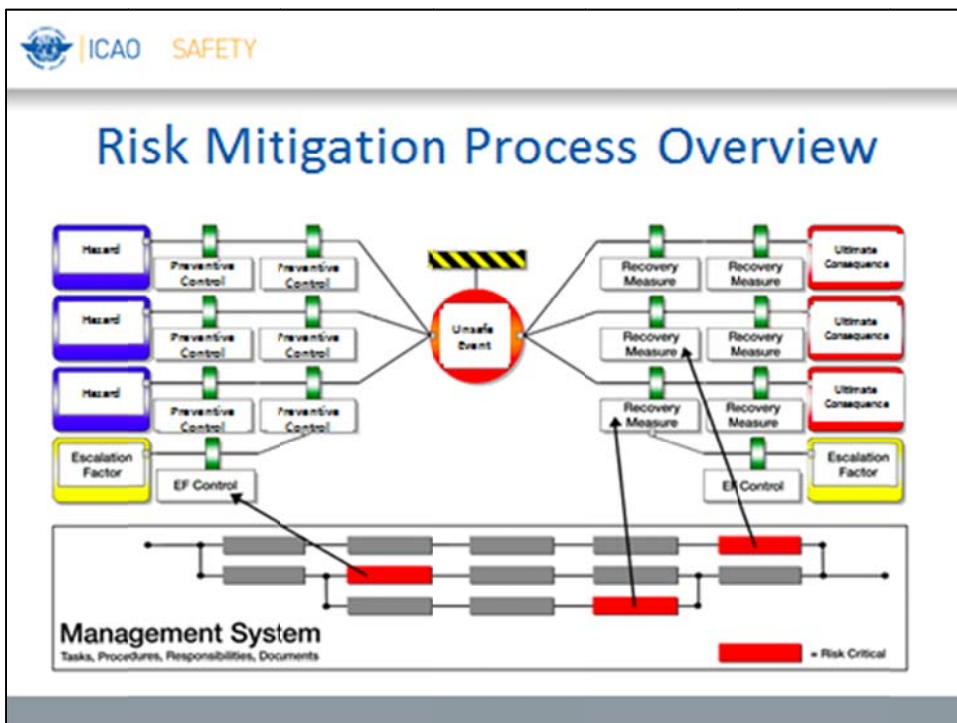 ICAO SAFETY
Risk Mitigation Process Overview
Hazard
Preventive
Control
Preventive
Control
Unsafe
Event
Recovery
Measure
Recovery
Measure
Ultimate
Consequence
Hazard
Preventive
Control
Preventive
Control
Recovery
Measure
Recovery
Measure
Ultimate
Consequence
Hazard
Preventive
Control
Preventive
Control
Recovery
Measure
Recovery
Measure
Ultimate
Consequence
Escalation
Factor
EF Control
EF Control
Escalation
Factor
Management System
Tasks, Procedures, Responsibilities, Documents
= Risk Critical